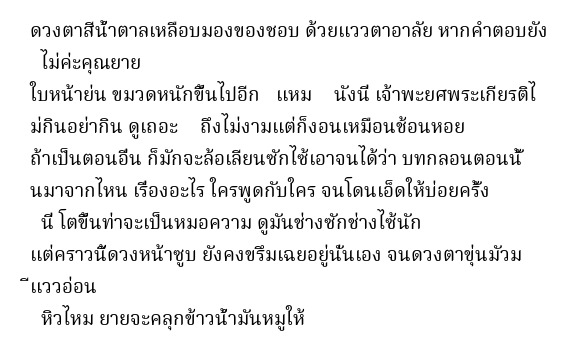 ดวงตาสีน้ำตาลเหลือบมองของชอบ ด้วยแววตาอาลัย หากคำตอบยัง
ไม่ค่ะคุณยาย
ใบหน้าย่น ขมวดหนักขึ้นไปอีก แหม นังนี่ เจ้าพะยศพระเกียรติไ
ม่กินอย่ากิน ดูเถอะ ถึงไม่งามแต่ก็งอนเหมือนช้อนหอย
ถ้าเป็นตอนอื่น ก็มักจะล้อเลียนซักไซ้เอาจนได้ว่า บทกลอนตอนนี้
นมาจากไหน เรื่องอะไร ใครพูดกับใคร จนโดนเอ็ดให้บ่อยครั้ง
นี่ โตขึ้นท่าจะเป็นหมอความ ดูมันช่างซักช่างไซ้นัก
แต่คราวนี้ดวงหน้าซูบ ยังคงขรึมเฉยอยู่นั่นเอง จนดวงตาขุ่นมัวม
ีแววอ่อน
หิวไหม ยายจะคลุกข้าวน้ำมันหมูให้